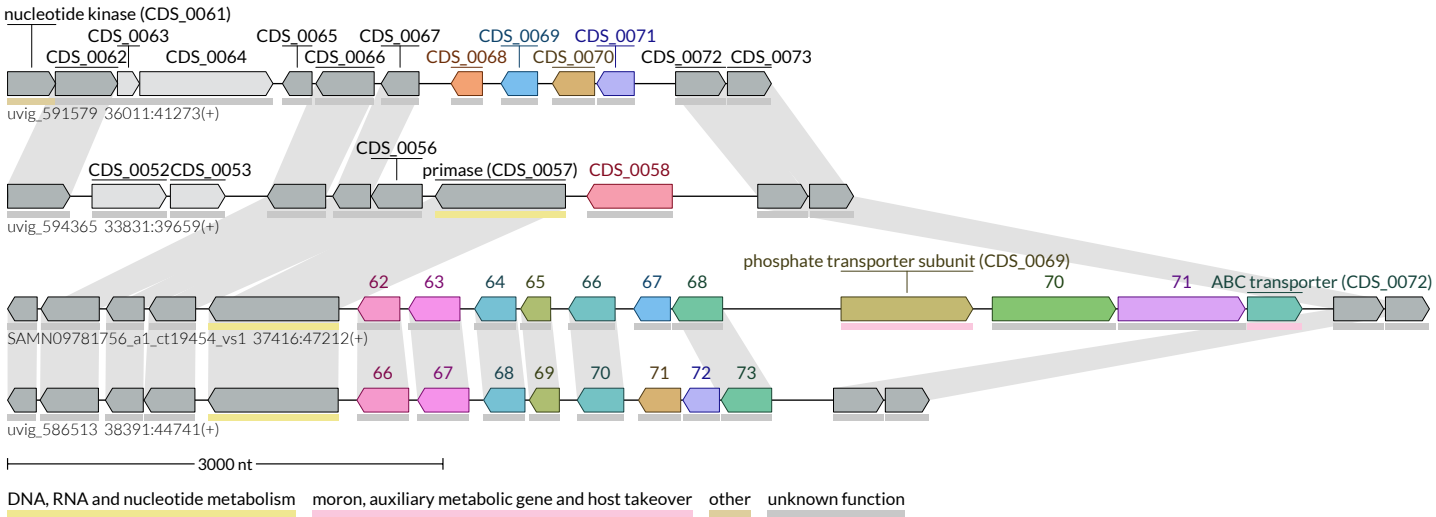 nucleotide kinase (CDS_0061)
CDS_0063 CDS_0065 CDS_0067 CDS_0069 CDS_0071
CDS_0062 CDS_0064 CDS_0066 CDS_0068 CDS_0070 CDS_0072 CDS_0073
uvig_591579 36011:41273(+)
CDS_0056
CDS_0052 CDS_0053 primase (CDS_0057) CDS_0058
uvig_594365 33831:39659(+)
phosphate transporter subunit (CDS_0069)
62 63 64 65 66 67 68 70 71 ABC transporter (CDS_0072)
SAMN09781756_a1_ct19454_vs1 37416:47212(+)
66 67 68 69 70 71 72 73
uvig_586513 38391:44741(+)
3000 nt
DNA, RNA and nucleotide metabolism moron, auxiliary metabolic gene and host takeover other unknown function